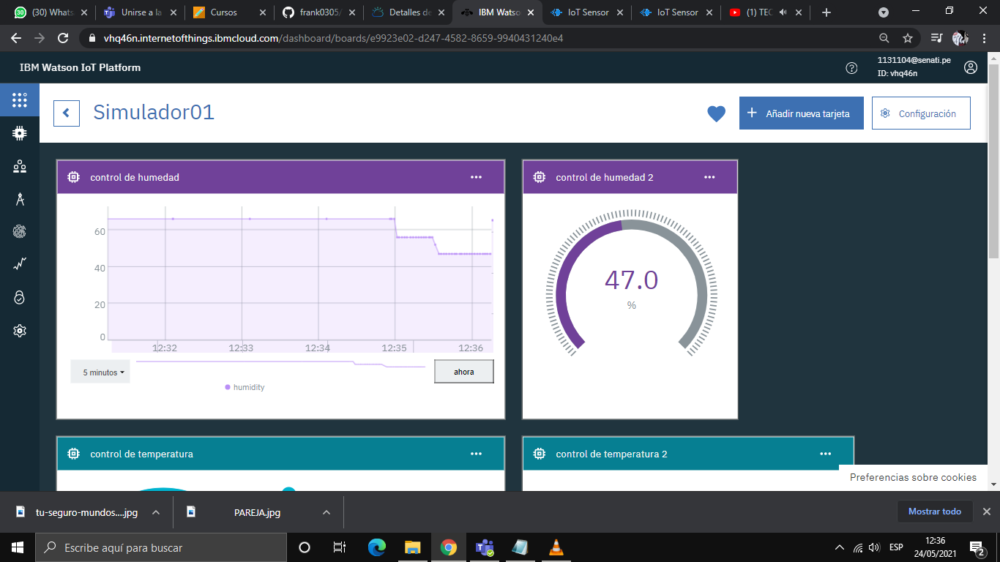 (30) Whats
Unirse a la
Cursos
frank0305/
Detalles de
IBM Watso
IoT Sensor
IoT Sensor
(1) TEC
vhq46n.internetofthings.ibmcloud.com/dashboard/boards/e9923e02-d247-4582-8659-9940431240e4
IBM Watson IoT Platform
1131104@senati.pe
ID: vhq46n
Simulador01
Añadir nueva tarjeta
Configuración
control de humedad
60
40
20
0
12:32
12:33
12:34
12:35
12:36
5 minutos
ahora
humidity
control de humedad 2
47.0
%
control de temperatura
control de temperatura 2
Preferencias sobre cookies
tu-seguro-mundos....jpg
PAREJA.jpg
Mostrar todo
Escribe aquí para buscar
ESP
12:36
24/05/2021
2